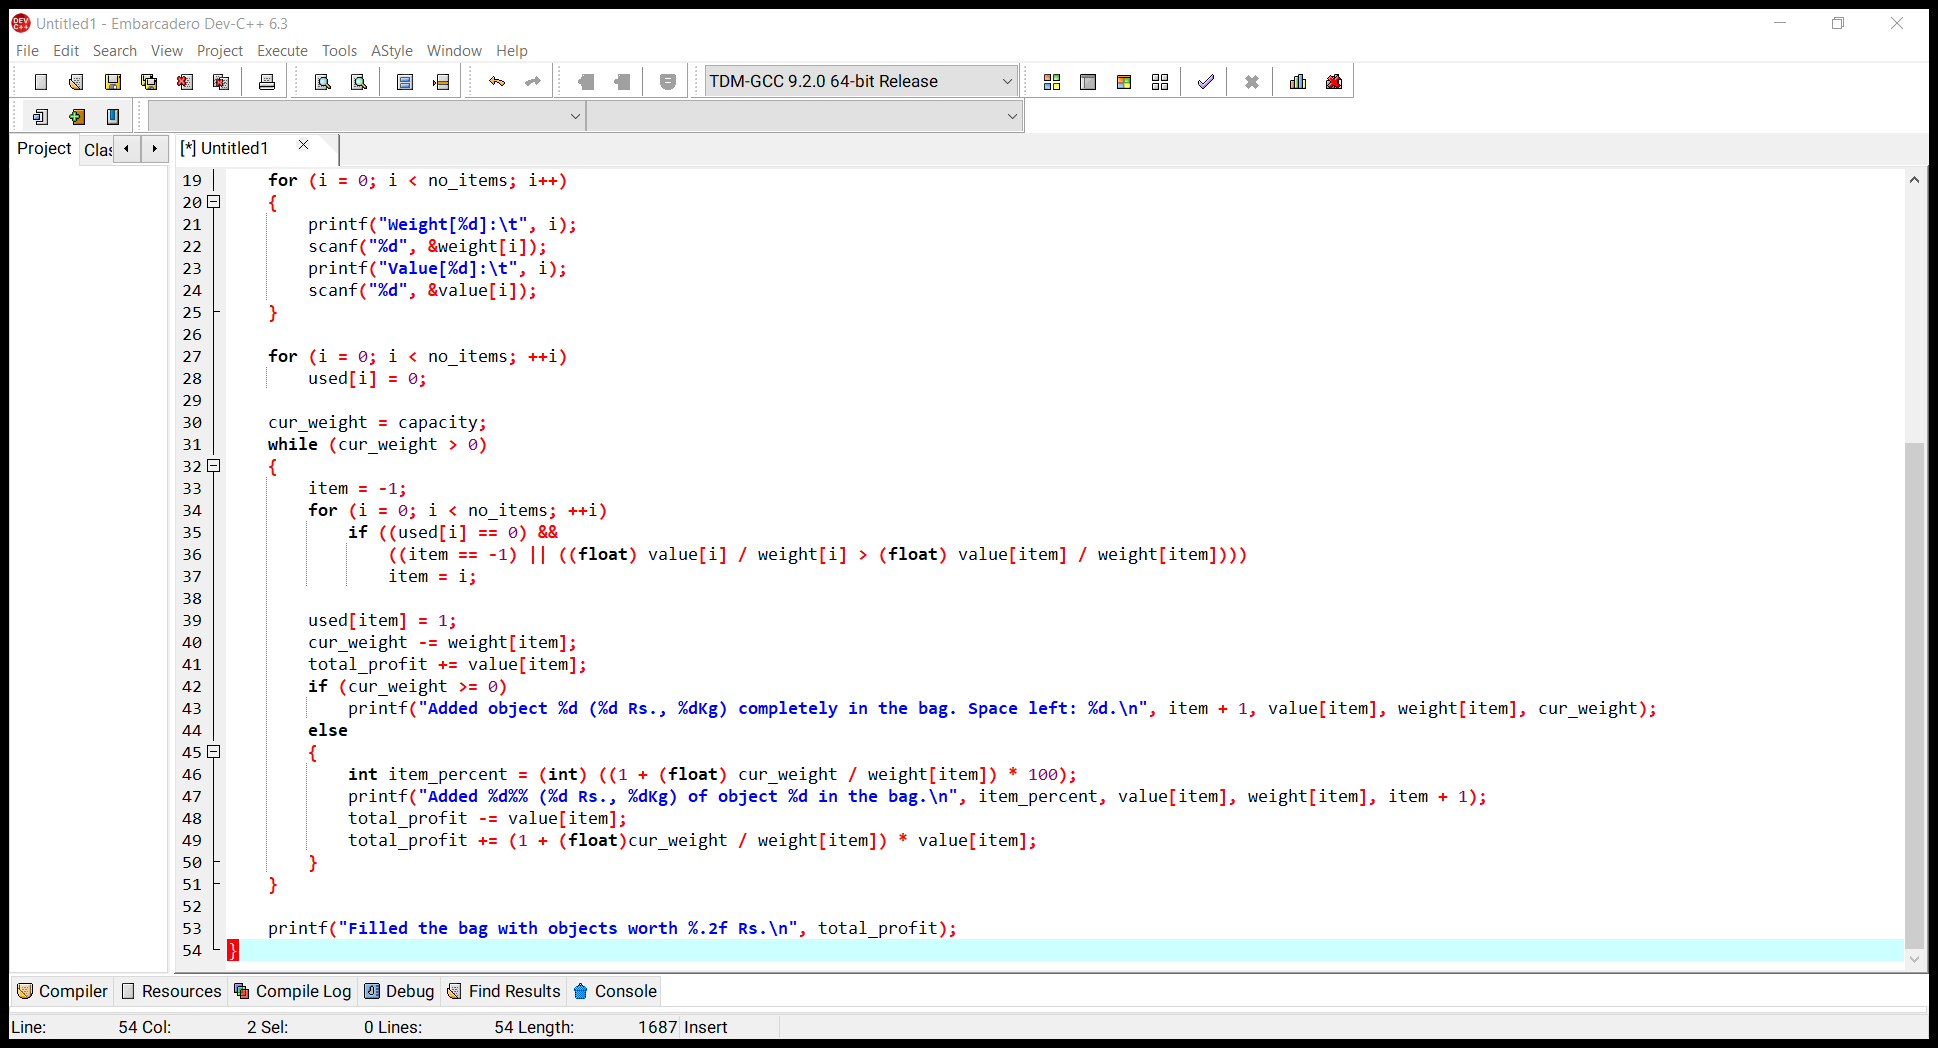 Untitled1 - Embarcadero Dev-C++ 6.3
File Edit Search View Project Execute Tools AStyle Window Help
TDM-GCC 9.2.0 64-bit Release
Project Clas [*] Untitled1
19 for (i = 0; i < no_items; i++)
20 {
21 printf("Weight[%d]:\t", i);
22 scanf("%d", &weight[i]);
23 printf("Value[%d]:\t", i);
24 scanf("%d", &value[i]);
25 }
26
27 for (i = 0; i < no_items; ++i)
28 used[i] = 0;
29
30 cur_weight = capacity;
31 while (cur_weight > 0)
32 {
33 item = -1;
34 for (i = 0; i < no_items; ++i)
35 if ((used[i] == 0) &&
36 ((item == -1) || ((float) value[i] / weight[i] > (float) value[item] / weight[item])))
37 item = i;
38
39 used[item] = 1;
40 cur_weight -= weight[item];
41 total_profit += value[item];
42 if (cur_weight >= 0)
43 printf("Added object %d (%d Rs., %dKg) completely in the bag. Space left: %d.\n", item + 1, value[item], weight[item], cur_weight);
44 else
45 {
46 int item_percent = (int) ((1 + (float) cur_weight / weight[item]) * 100);
47 printf("Added %d%% (%d Rs., %dKg) of object %d in the bag.\n", item_percent, value[item], weight[item], item + 1);
48 total_profit -= value[item];
49 total_profit += (1 + (float)cur_weight / weight[item]) * value[item];
50 }
51 }
52
53 printf("Filled the bag with objects worth %.2f Rs.\n", total_profit);
54 }
Compiler Resources Compile Log Debug Find Results Console
Line: 54 Col: 2 Sel: 0 Lines: 54 Length: 1687 Insert